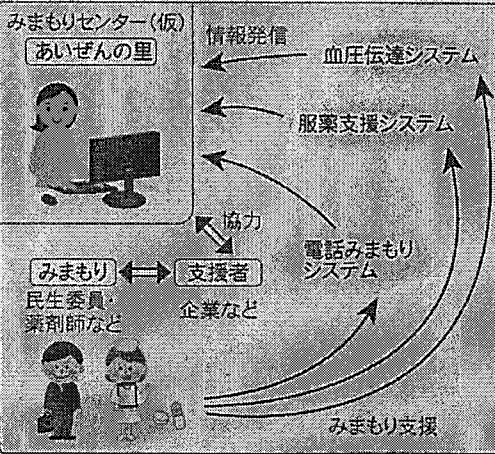 みまもりセンター(仮)
あいぜんの里
情報発信
血圧伝達システム
服薬支援システム
電話みまもり
システム
協力
みまもり
支援者
民生委員・
薬剤師など
企業など
みまもり支援